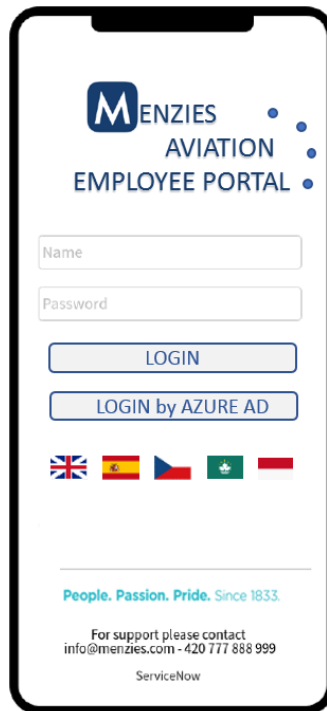 MENZIES
AVIATION
EMPLOYEE PORTAL
Name
Password
LOGIN
LOGIN by AZURE AD
People. Passion. Pride. Since 1833.
For support please contact
info@menzies.com - 420 777 888 999
ServiceNow